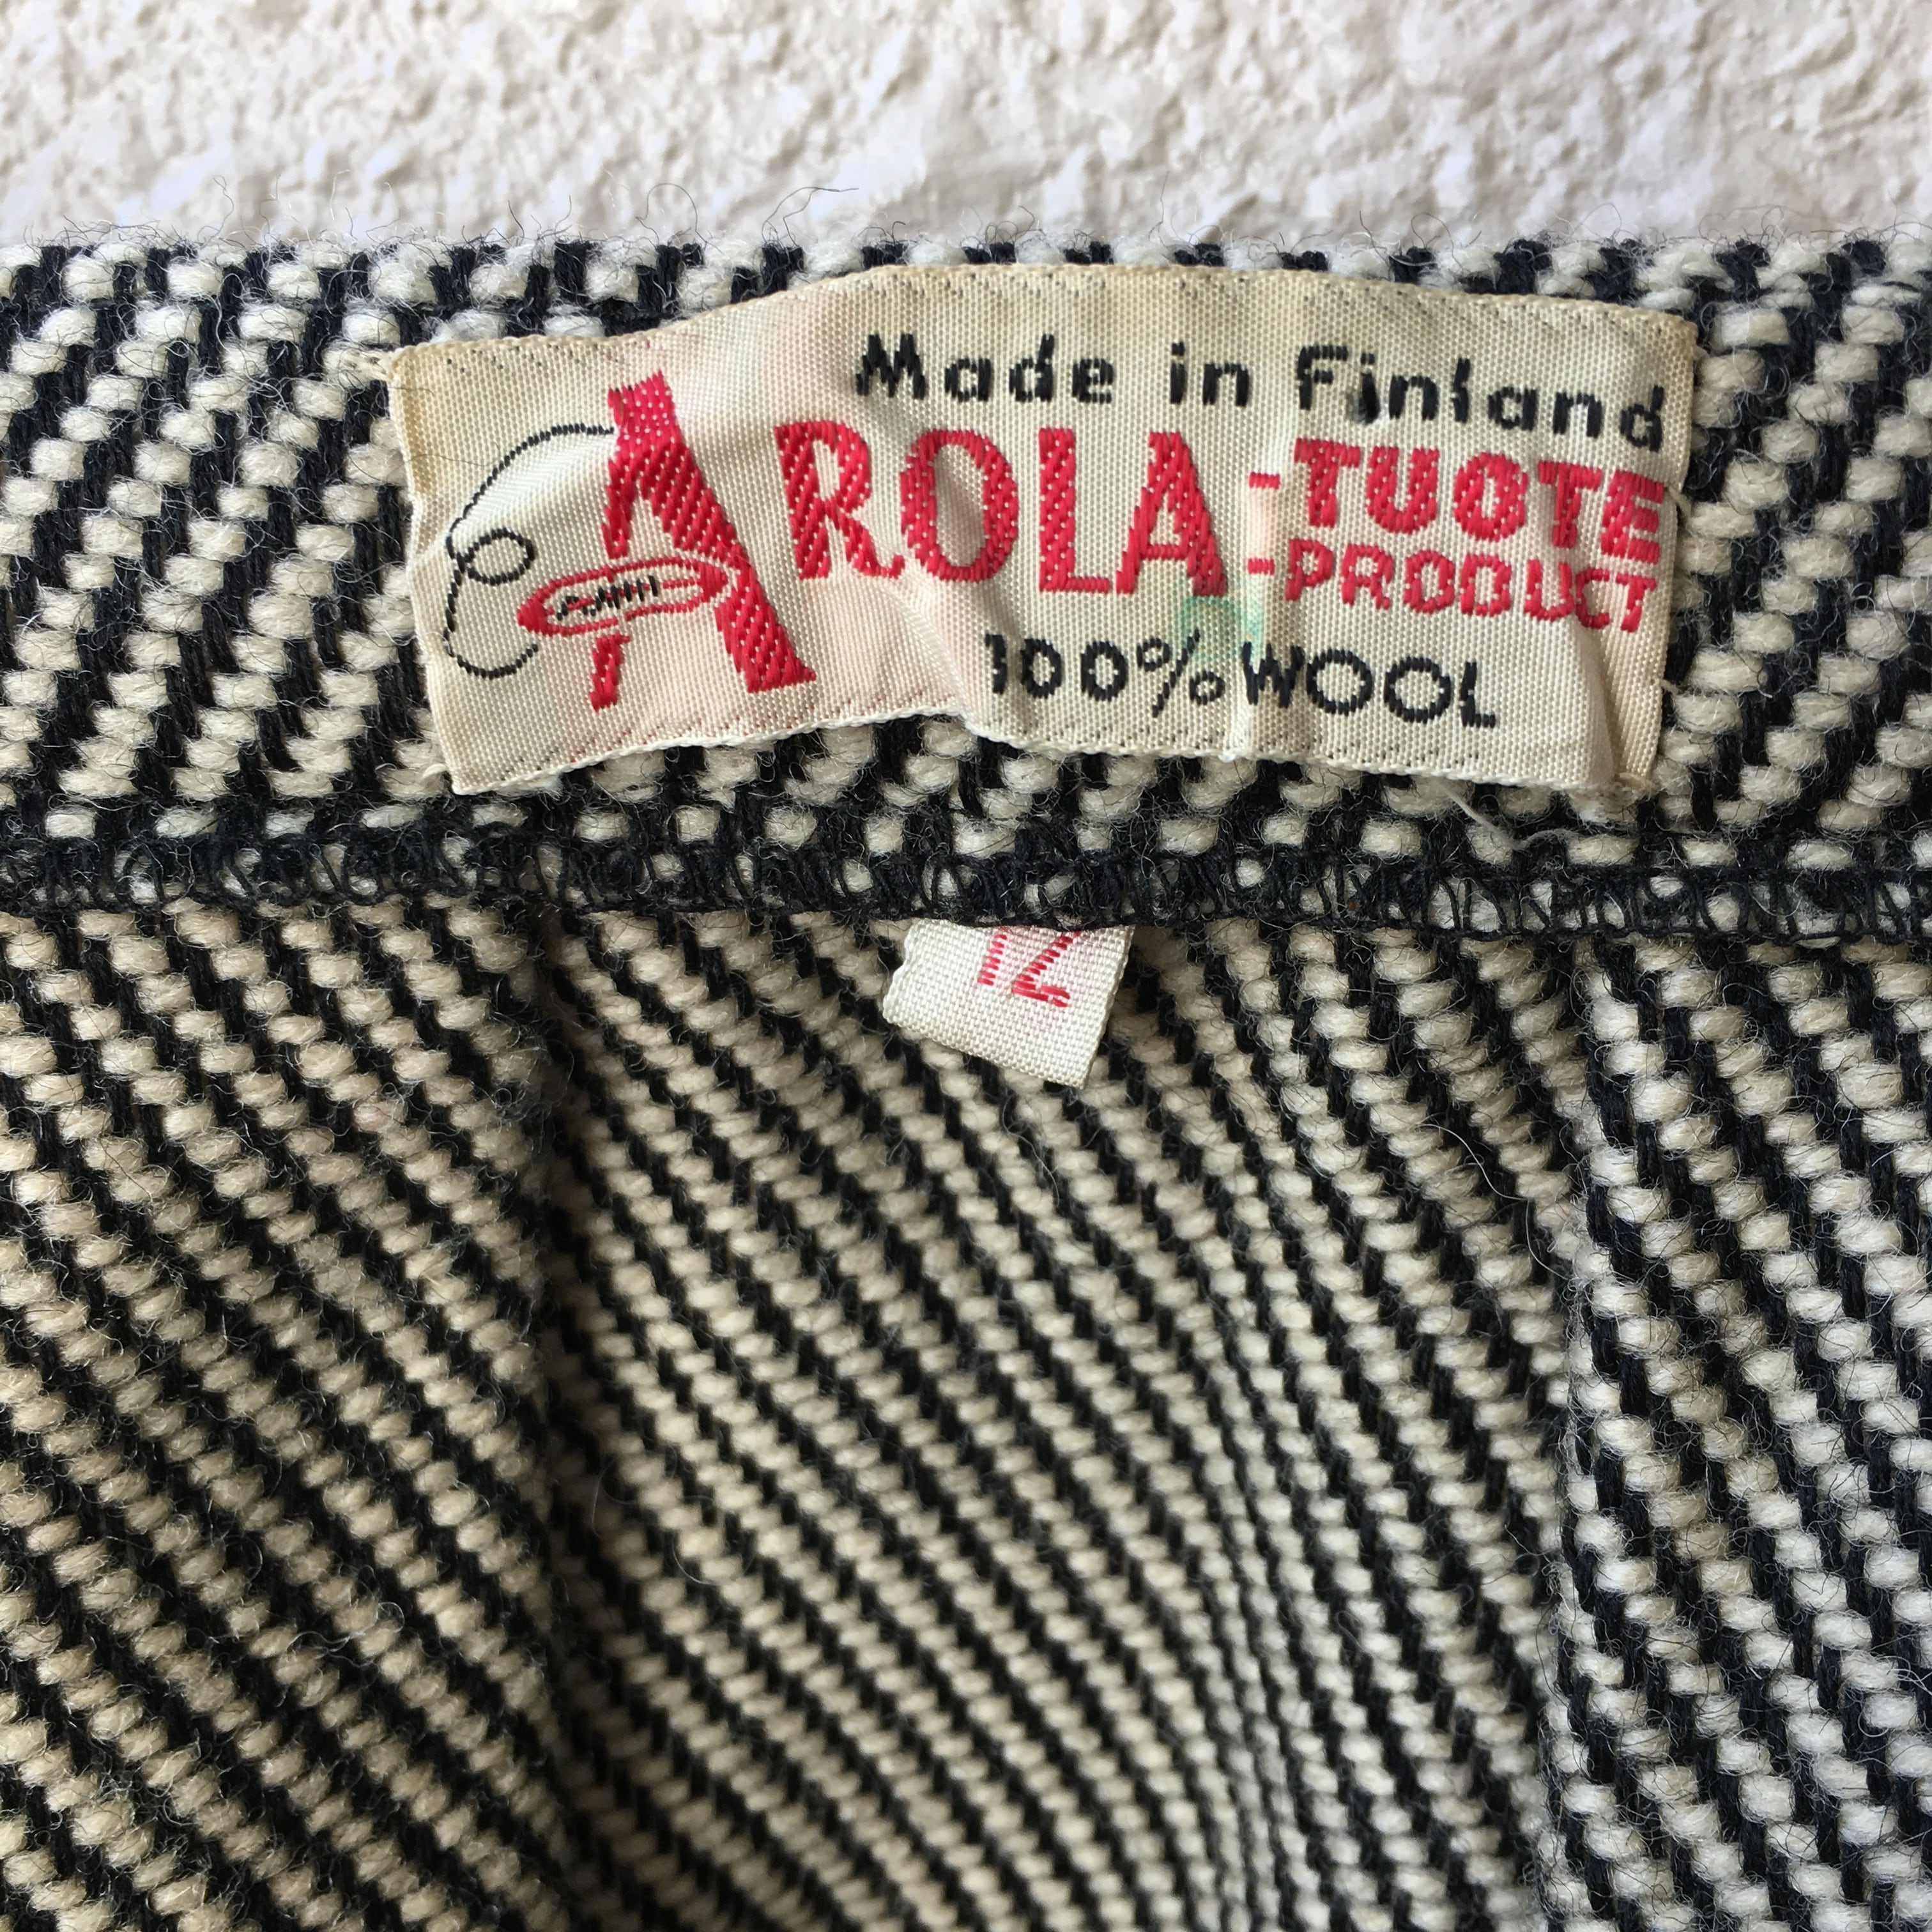 Made in Finland
AROLA -TUOTE
-PRODUCT
100% WOOL
12